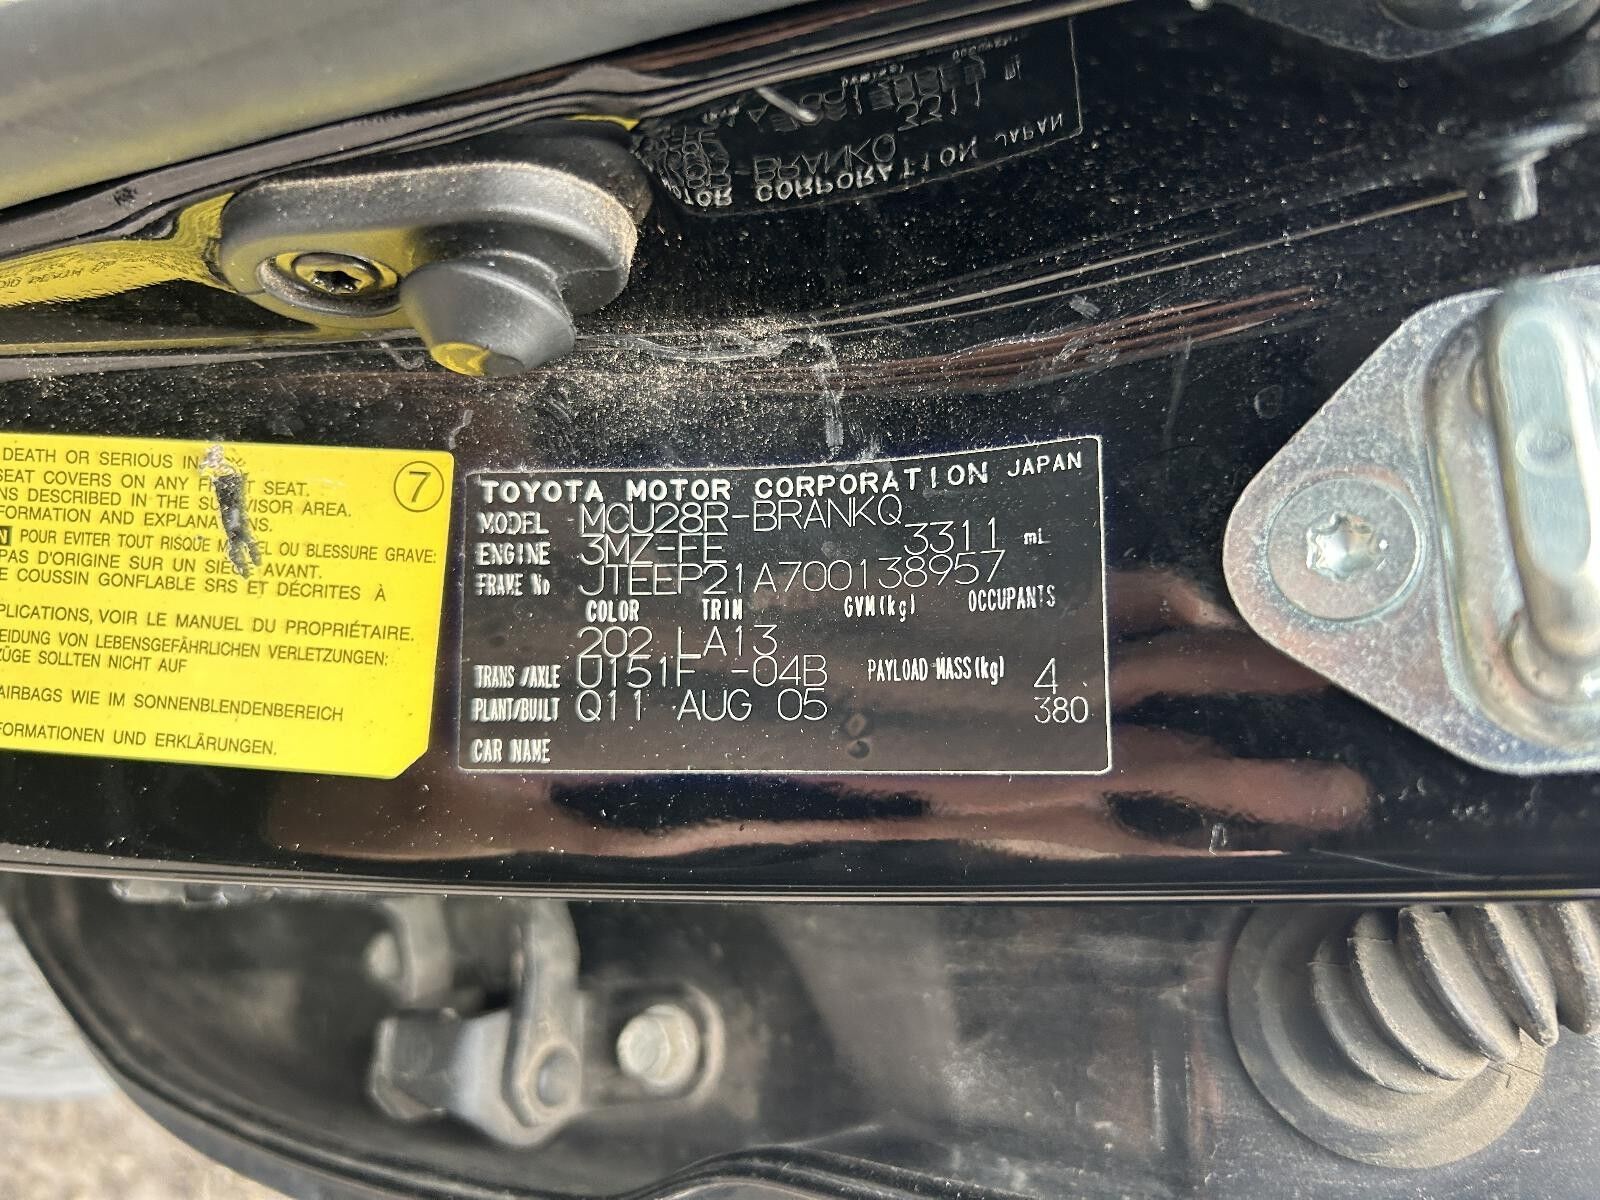 DEATH OR SERIOUS IN
SEAT COVERS ON ANY F T SEAT.
NS DESCRIBED IN THE SU VISOR AREA.
FORMATION AND EXPLANA NS.
POUR EVITER TOUT RISQUE M EL OU BLESSURE GRAVE:
PAS D'ORIGINE SUR UN SIÈ AVANT.
E COUSSIN GONFLABLE SRS ET DÉCRITES À
PLICATIONS, VOIR LE MANUEL DU PROPRIÉTAIRE.
EIDUNG VON LEBENSGEFÄHRLICHEN VERLETZUNGEN:
ZÜGE SOLLTEN NICHT AUF
AIRBAGS WIE IM SONNENBLENDENBEREICH
FORMATIONEN UND ERKLÄRUNGEN.
7
TOYOTA MOTOR CORPORATION JAPAN
MODEL MCU28R-BRANKQ
ENGINE 3MZ-FE 3311 mL
FRAME No JTEEP21A700138957
COLOR TRIM GVM(kg) OCCUPANTS
202 LA13
TRANS/AXLE U151F -04B PAYLOAD MASS(kg) 4
PLANT/BUILT Q11 AUG 05 380
CAR NAME